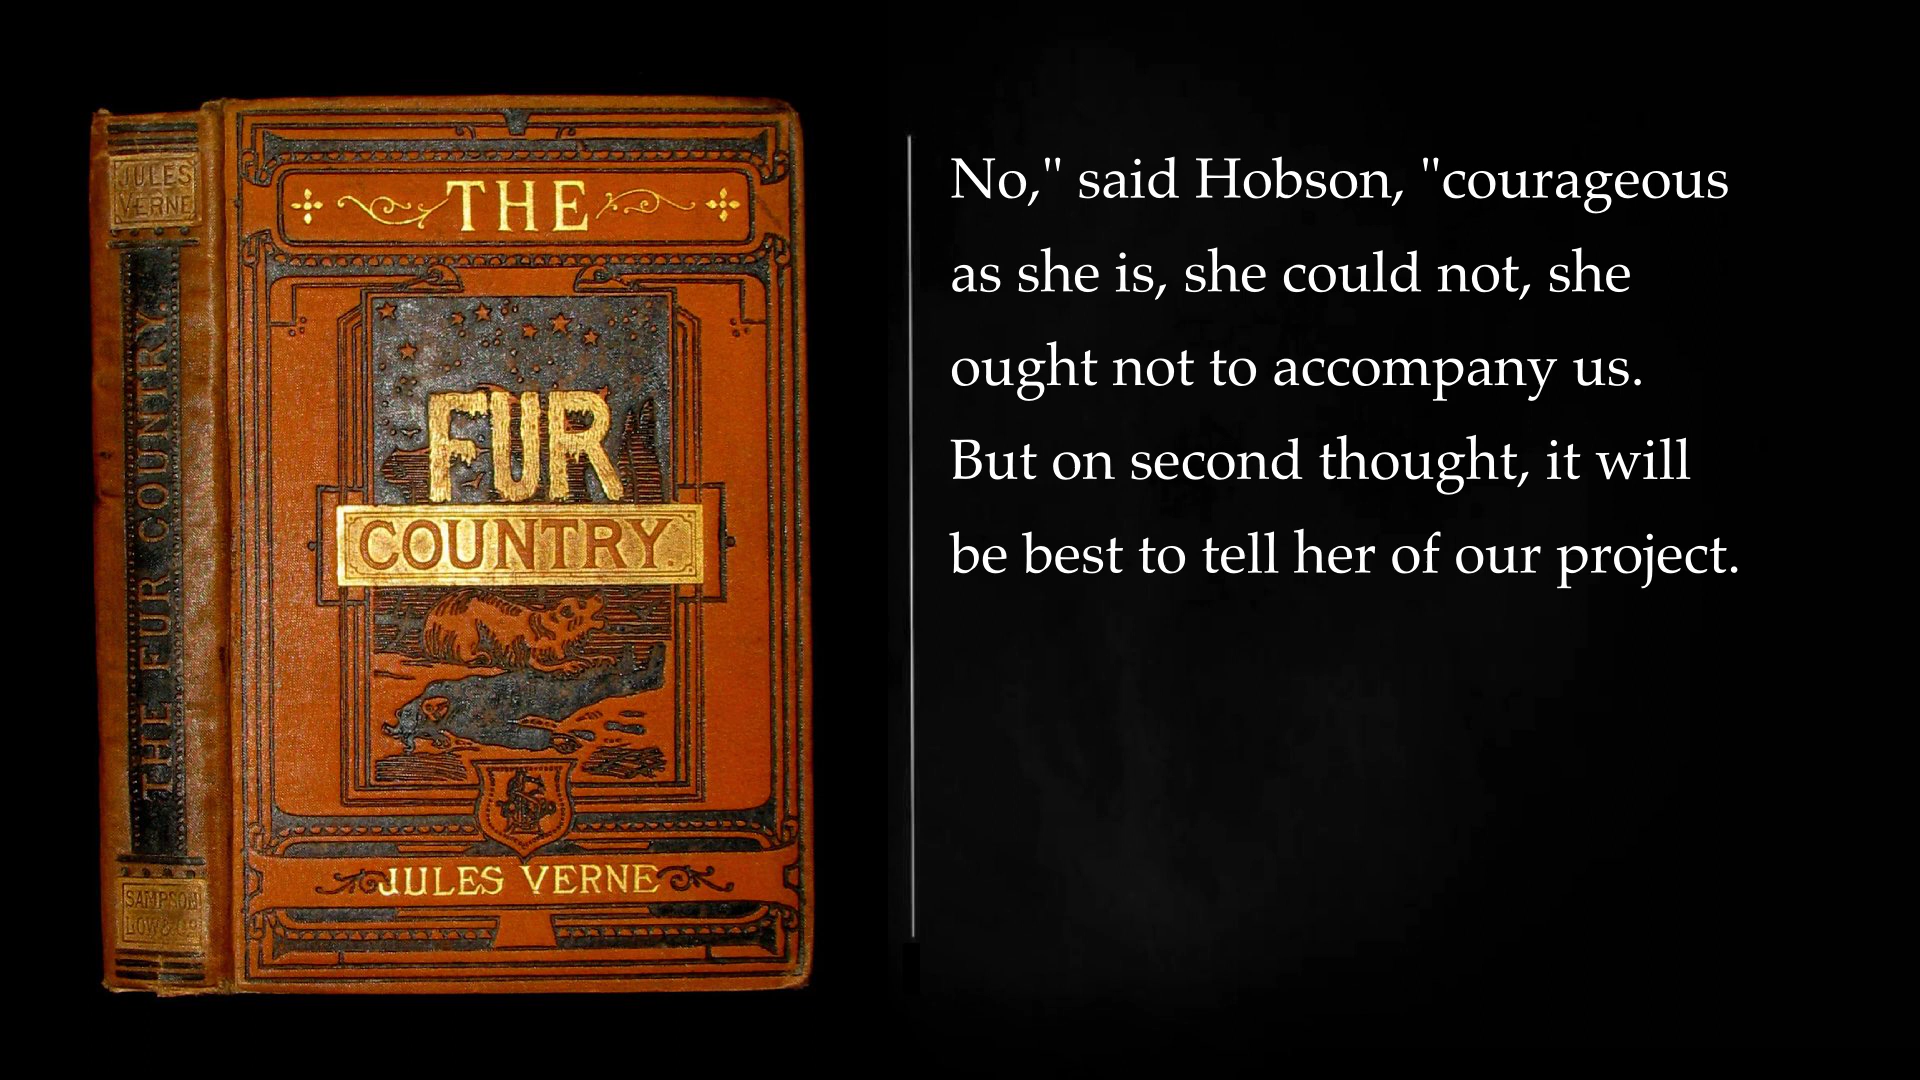 JULES
VERNE
THE FUR COUNTRY.
SAMPSON
LOW & Co
THE
FUR
COUNTRY.
JULES VERNE
No," said Hobson, "courageous
as she is, she could not, she
ought not to accompany us.
But on second thought, it will
be best to tell her of our project.